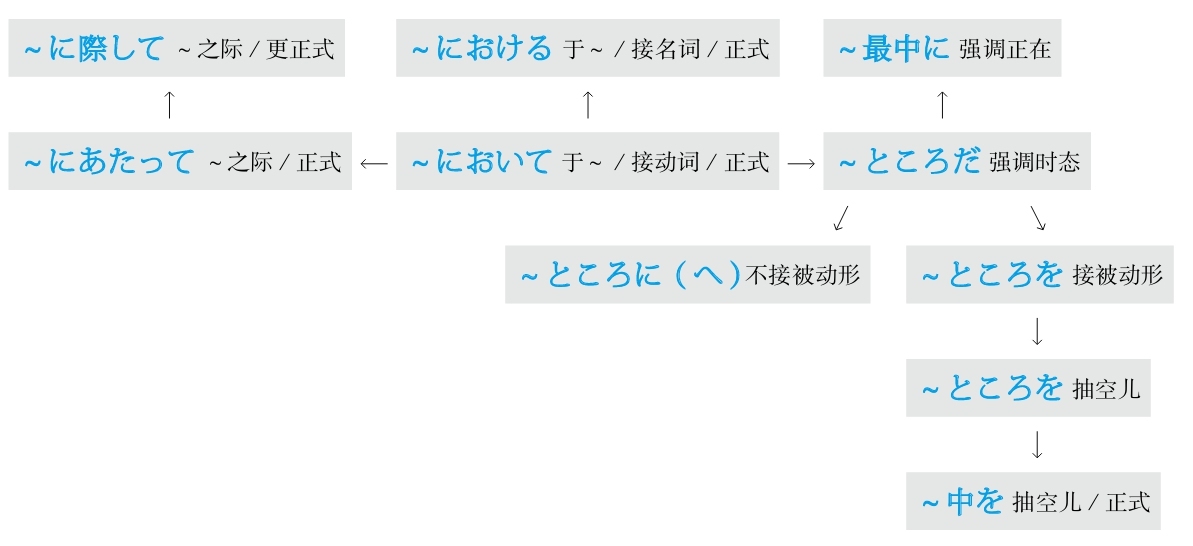 ~に際して ~之际 / 更正式
~における 于~ / 接名词 / 正式
~最中に 强调正在
~にあたって ~之际 / 正式
~において 于~ / 接动词 / 正式
~ところだ 强调时态
~ところに（へ）不接被动形
~ところを 接被动形
~ところを 抽空儿
~中を 抽空儿 / 正式